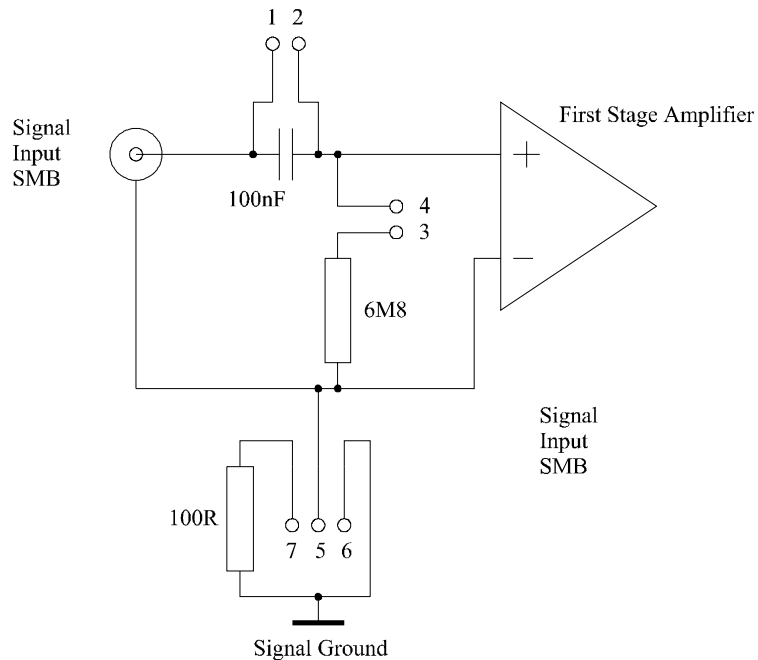 1 2
First Stage Amplifier
Signal
Input
SMB
+
100nF
4
3
−
6M8
Signal
Input
SMB
100R
7 5 6
Signal Ground